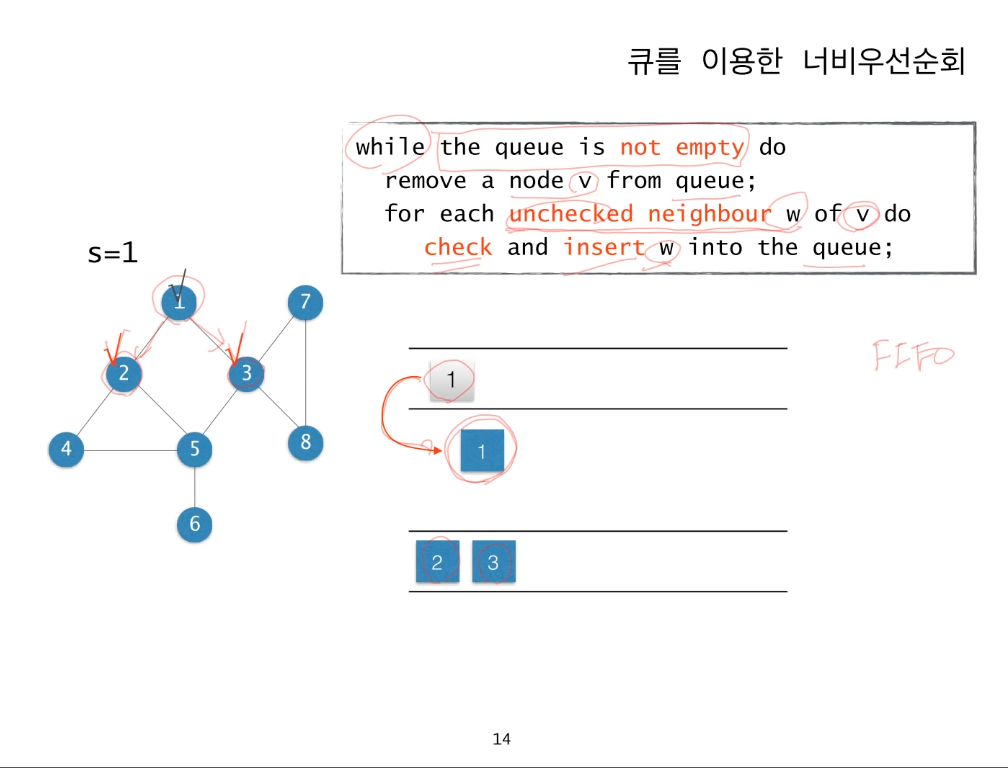 큐를 이용한 너비우선순회
while the queue is not empty do
remove a node v from queue;
for each unchecked neighbour w of v do
check and insert w into the queue;
s=1
1
7
2
3
4
5
8
6
FIFO
1
1
2 3
14